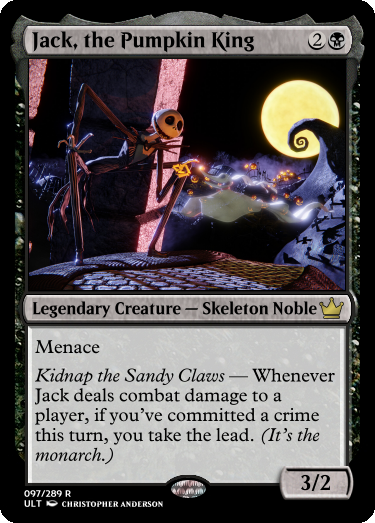 Jack, the Pumpkin King 2
Legendary Creature — Skeleton Noble
Menace
Kidnap the Sandy Claws — Whenever
Jack deals combat damage to a
player, if you've committed a crime
this turn, you take the lead. (It's the
monarch.)
3/2
097/289 R
ULT CHRISTOPHER ANDERSON